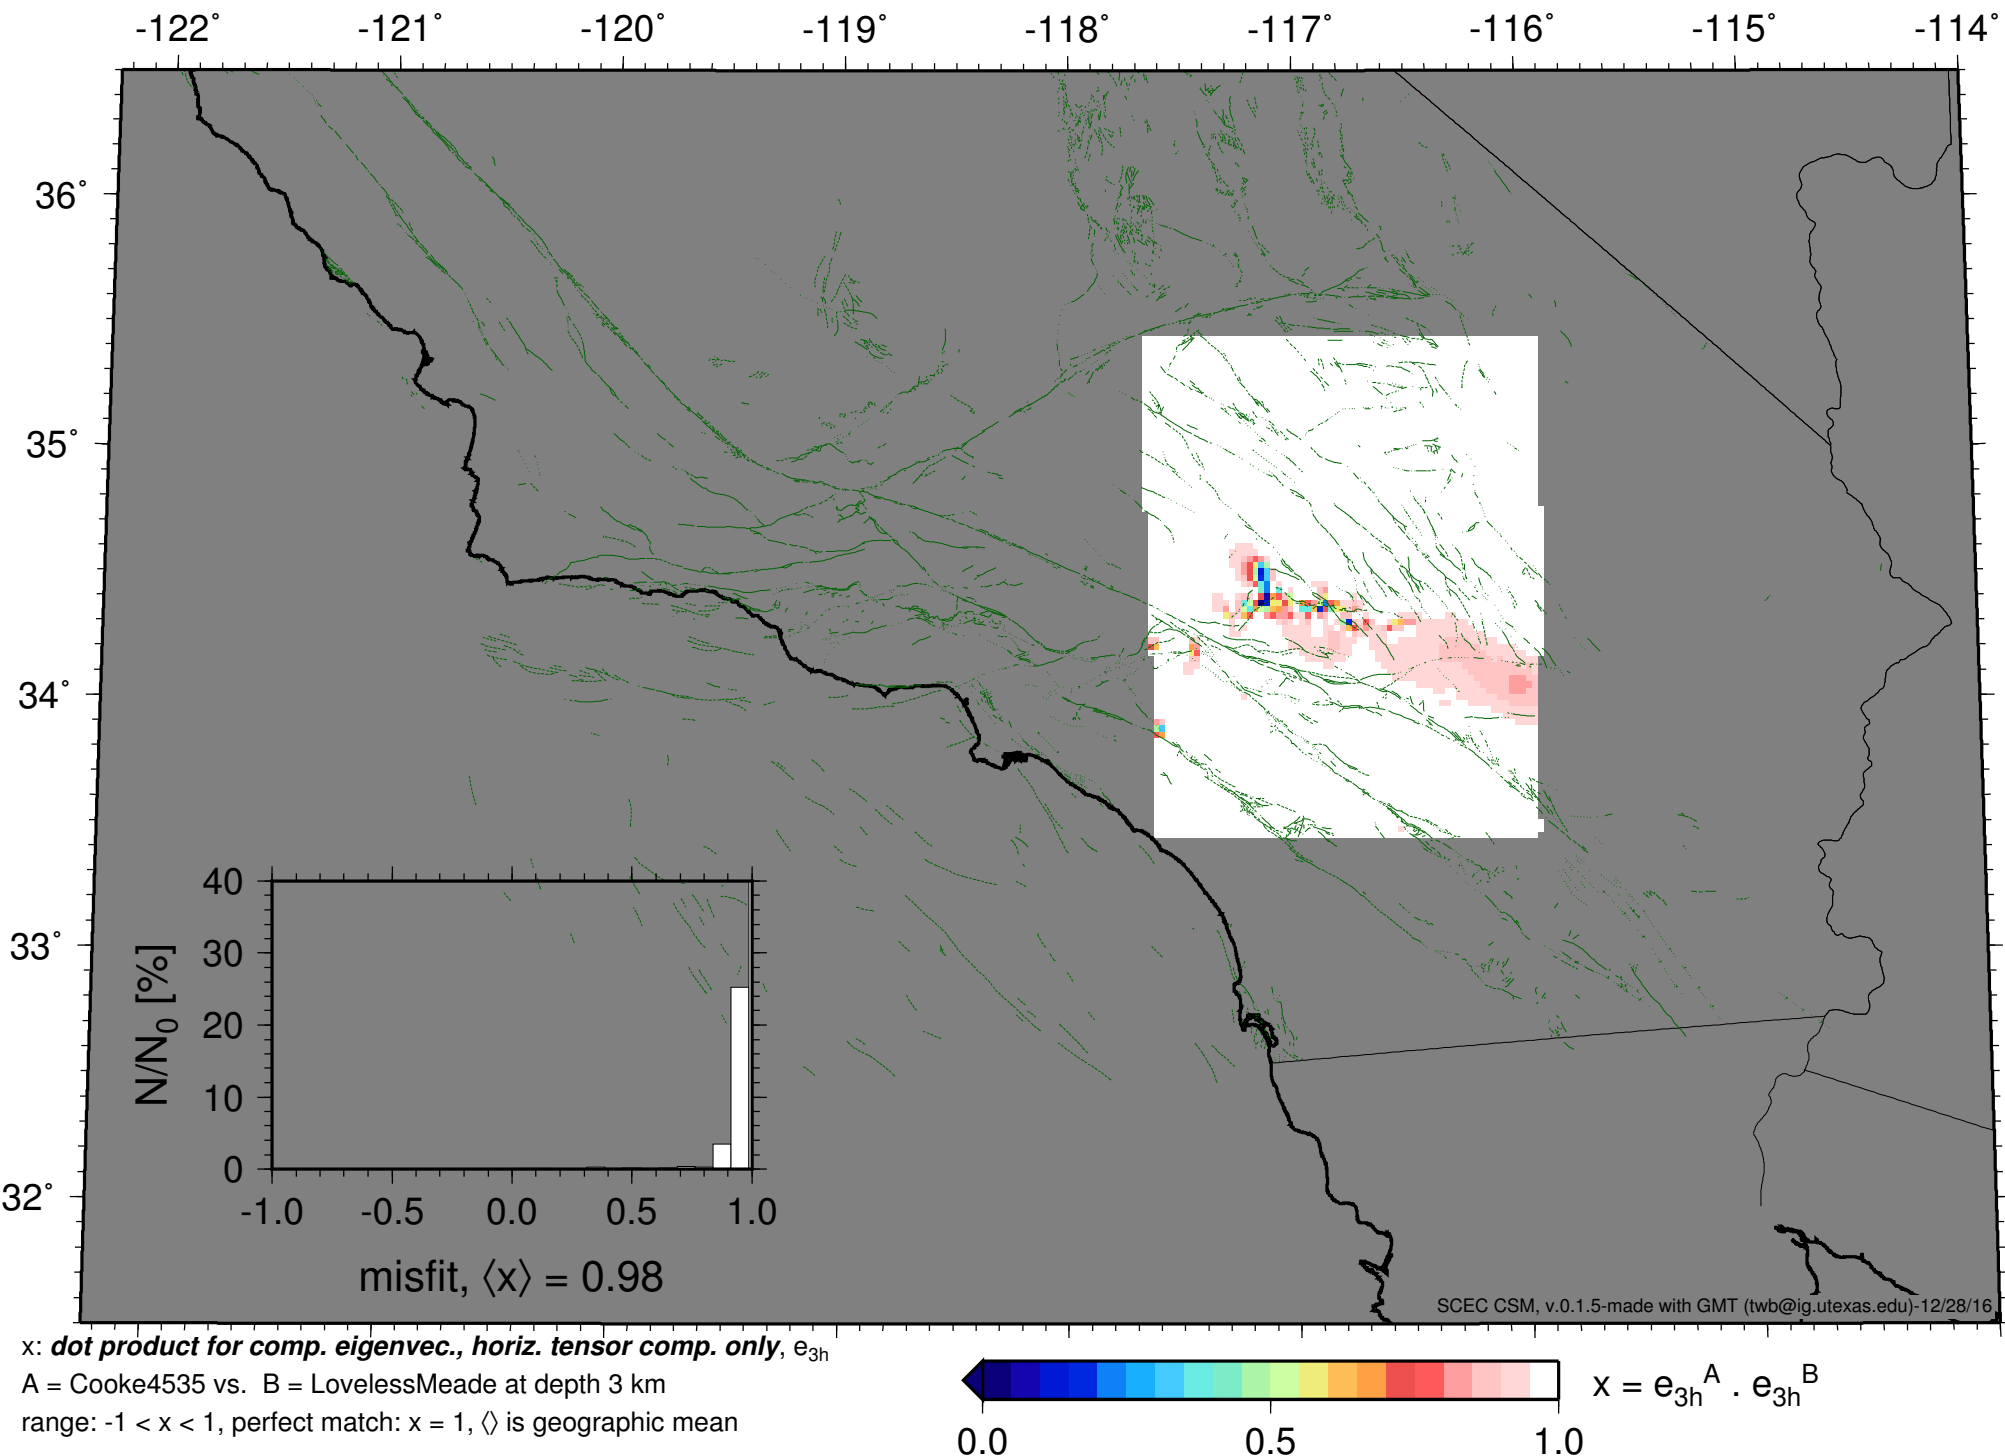 -122˚ -121˚ -120˚ -119˚ -118˚ -117˚ -116˚ -115˚ -114˚
36˚
35˚
34˚
33˚
32˚
40
30
20
10
0
N/N0 [%]
-1.0 -0.5 0.0 0.5 1.0
misfit, ⟨x⟩ = 0.98
SCEC CSM, v.0.1.5-made with GMT (twb@ig.utexas.edu)-12/28/16
x: dot product for comp. eigenvec., horiz. tensor comp. only, e3h
A = Cooke4535 vs. B = LovelessMeade at depth 3 km
range: -1 < x < 1, perfect match: x = 1, ⟨⟩ is geographic mean
x = e3hA . e3hB
0.0 0.5 1.0